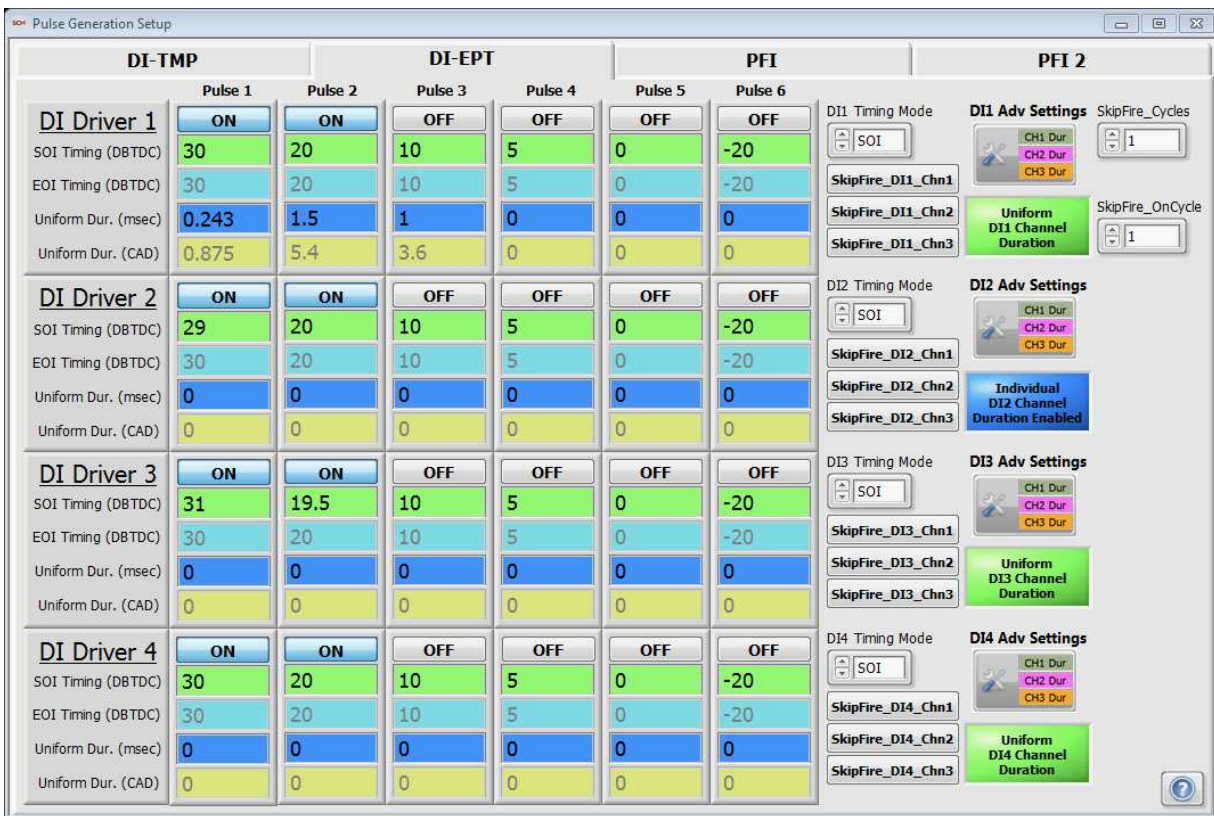 SCM Pulse Generation Setup
DI-TMP DI-EPT PFI PFI 2
Pulse 1 Pulse 2 Pulse 3 Pulse 4 Pulse 5 Pulse 6
DI Driver 1 ON ON OFF OFF OFF OFF
SOI Timing (DBTDC) 30 20 10 5 0 -20
EOI Timing (DBTDC) 30 20 10 5 0 -20
Uniform Dur. (msec) 0.243 1.5 1 0 0 0
Uniform Dur. (CAD) 0.875 5.4 3.6 0 0 0
DI1 Timing Mode
SOI
SkipFire_DI1_Chn1
SkipFire_DI1_Chn2
SkipFire_DI1_Chn3
DI1 Adv Settings
CH1 Dur
CH2 Dur
CH3 Dur
Uniform
DI1 Channel
Duration
SkipFire_Cycles
1
SkipFire_OnCycle
1
DI Driver 2 ON ON OFF OFF OFF OFF
SOI Timing (DBTDC) 29 20 10 5 0 -20
EOI Timing (DBTDC) 30 20 10 5 0 -20
Uniform Dur. (msec) 0 0 0 0 0 0
Uniform Dur. (CAD) 0 0 0 0 0 0
DI2 Timing Mode
SOI
SkipFire_DI2_Chn1
SkipFire_DI2_Chn2
SkipFire_DI2_Chn3
DI2 Adv Settings
CH1 Dur
CH2 Dur
CH3 Dur
Individual
DI2 Channel
Duration Enabled
DI Driver 3 ON ON OFF OFF OFF OFF
SOI Timing (DBTDC) 31 19.5 10 5 0 -20
EOI Timing (DBTDC) 30 20 10 5 0 -20
Uniform Dur. (msec) 0 0 0 0 0 0
Uniform Dur. (CAD) 0 0 0 0 0 0
DI3 Timing Mode
SOI
SkipFire_DI3_Chn1
SkipFire_DI3_Chn2
SkipFire_DI3_Chn3
DI3 Adv Settings
CH1 Dur
CH2 Dur
CH3 Dur
Uniform
DI3 Channel
Duration
DI Driver 4 ON ON OFF OFF OFF OFF
SOI Timing (DBTDC) 30 20 10 5 0 -20
EOI Timing (DBTDC) 30 20 10 5 0 -20
Uniform Dur. (msec) 0 0 0 0 0 0
Uniform Dur. (CAD) 0 0 0 0 0 0
DI4 Timing Mode
SOI
SkipFire_DI4_Chn1
SkipFire_DI4_Chn2
SkipFire_DI4_Chn3
DI4 Adv Settings
CH1 Dur
CH2 Dur
CH3 Dur
Uniform
DI4 Channel
Duration
?